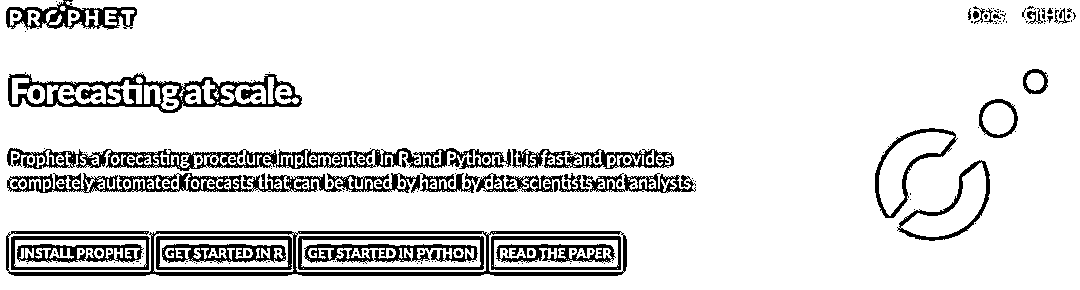 PROPHET
Docs GitHub
Forecasting at scale.
Prophet is a forecasting procedure implemented in R and Python. It is fast and provides
completely automated forecasts that can be tuned by hand by data scientists and analysts.
INSTALL PROPHET GET STARTED IN R GET STARTED IN PYTHON READ THE PAPER